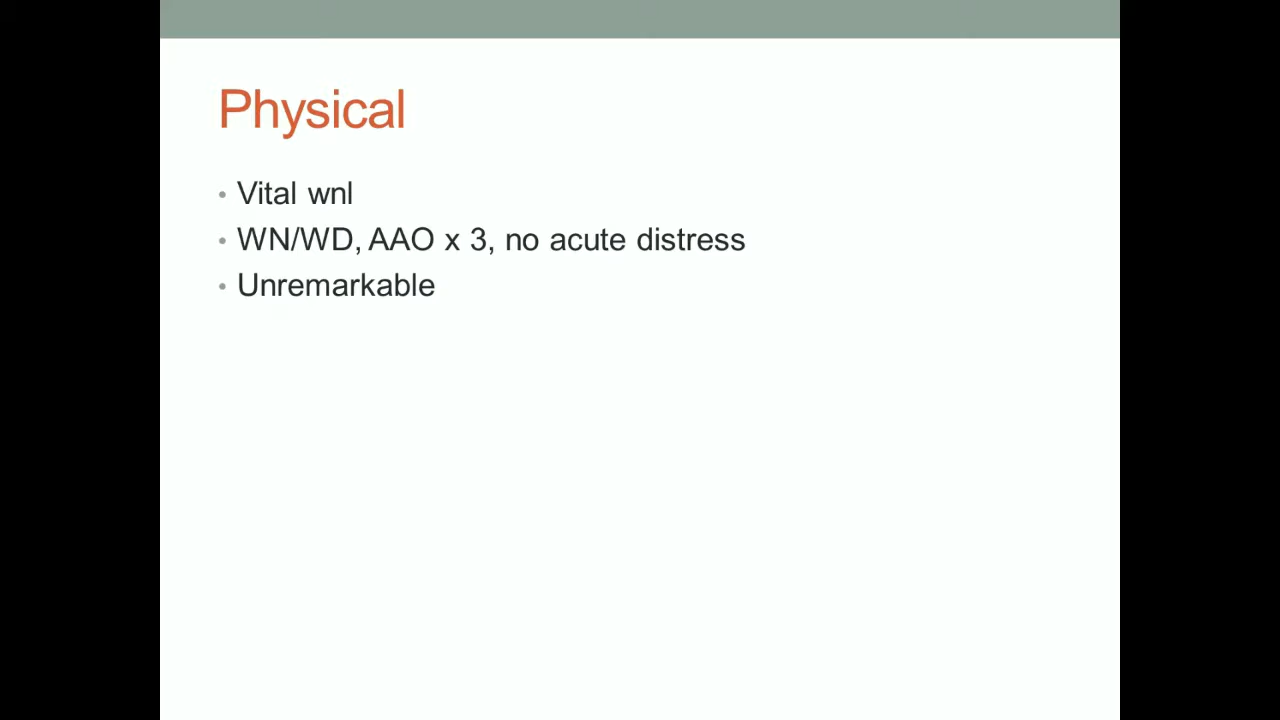 Physical
• Vital wnl
• WN/WD, AAO x 3, no acute distress
• Unremarkable